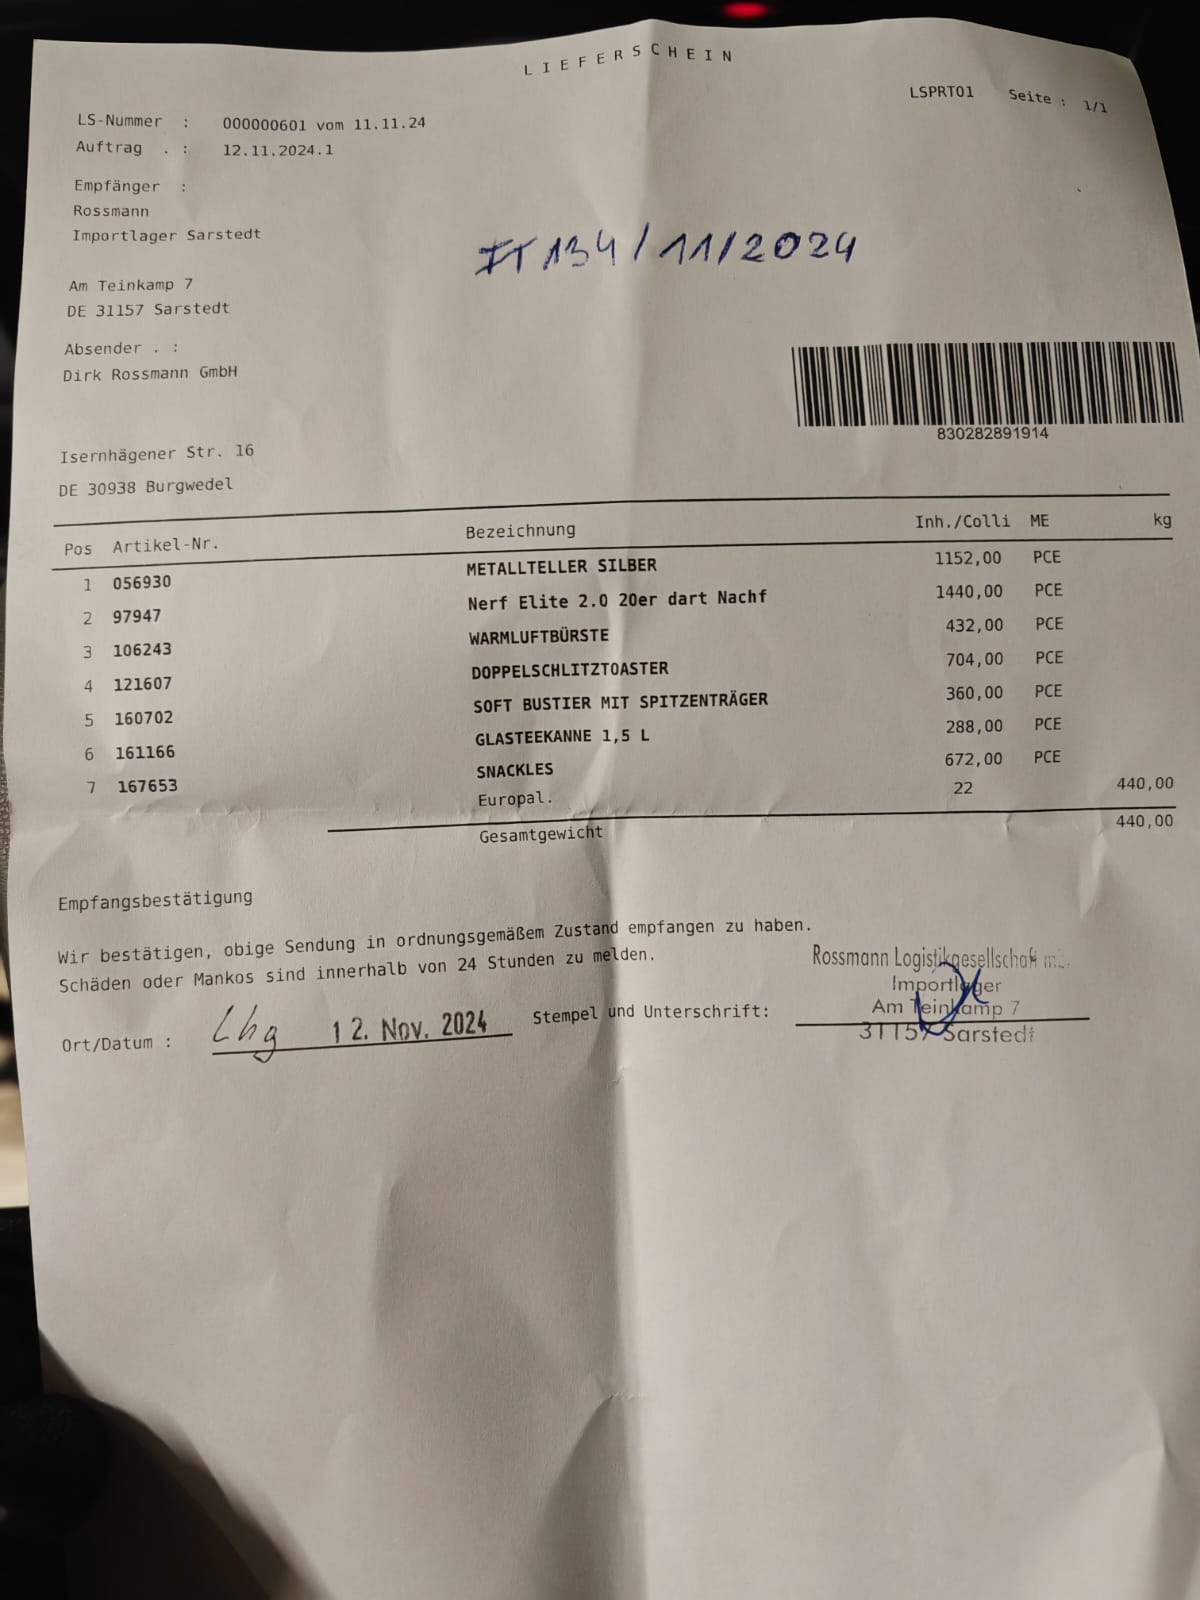 LIEFERSCHEIN
LSPRT01 Seite : 1/1
LS-Nummer : 000000601 vom 11.11.24
Auftrag . : 12.11.2024.1
Empfänger :
Rossmann
Importlager Sarstedt
IT 134/11/2024
Am Teinkamp 7
DE 31157 Sarstedt
Absender . :
Dirk Rossmann GmbH
830282891914
Isernhägener Str. 16
DE 30938 Burgwedel
Pos Artikel-Nr. Bezeichnung Inh./Colli ME kg
1 056930 METALLTELLER SILBER 1152,00 PCE
2 97947 Nerf Elite 2.0 20er dart Nachf 1440,00 PCE
3 106243 WARMLUFTBÜRSTE 432,00 PCE
4 121607 DOPPELSCHLITZTOASTER 704,00 PCE
5 160702 SOFT BUSTIER MIT SPITZENTRÄGER 360,00 PCE
6 161166 GLASTEEKANNE 1,5 L 288,00 PCE
7 167653 SNACKLES 672,00 PCE
Europal. 22 440,00
Gesamtgewicht 440,00
Empfangsbestätigung
Wir bestätigen, obige Sendung in ordnungsgemäßem Zustand empfangen zu haben.
Schäden oder Mankos sind innerhalb von 24 Stunden zu melden.
Rossmann Logistikgesellschaft
Importlager
Am Teinkamp 7
31157 Sarstedt
Ort/Datum : Lhg 12. Nov. 2024 Stempel und Unterschrift: